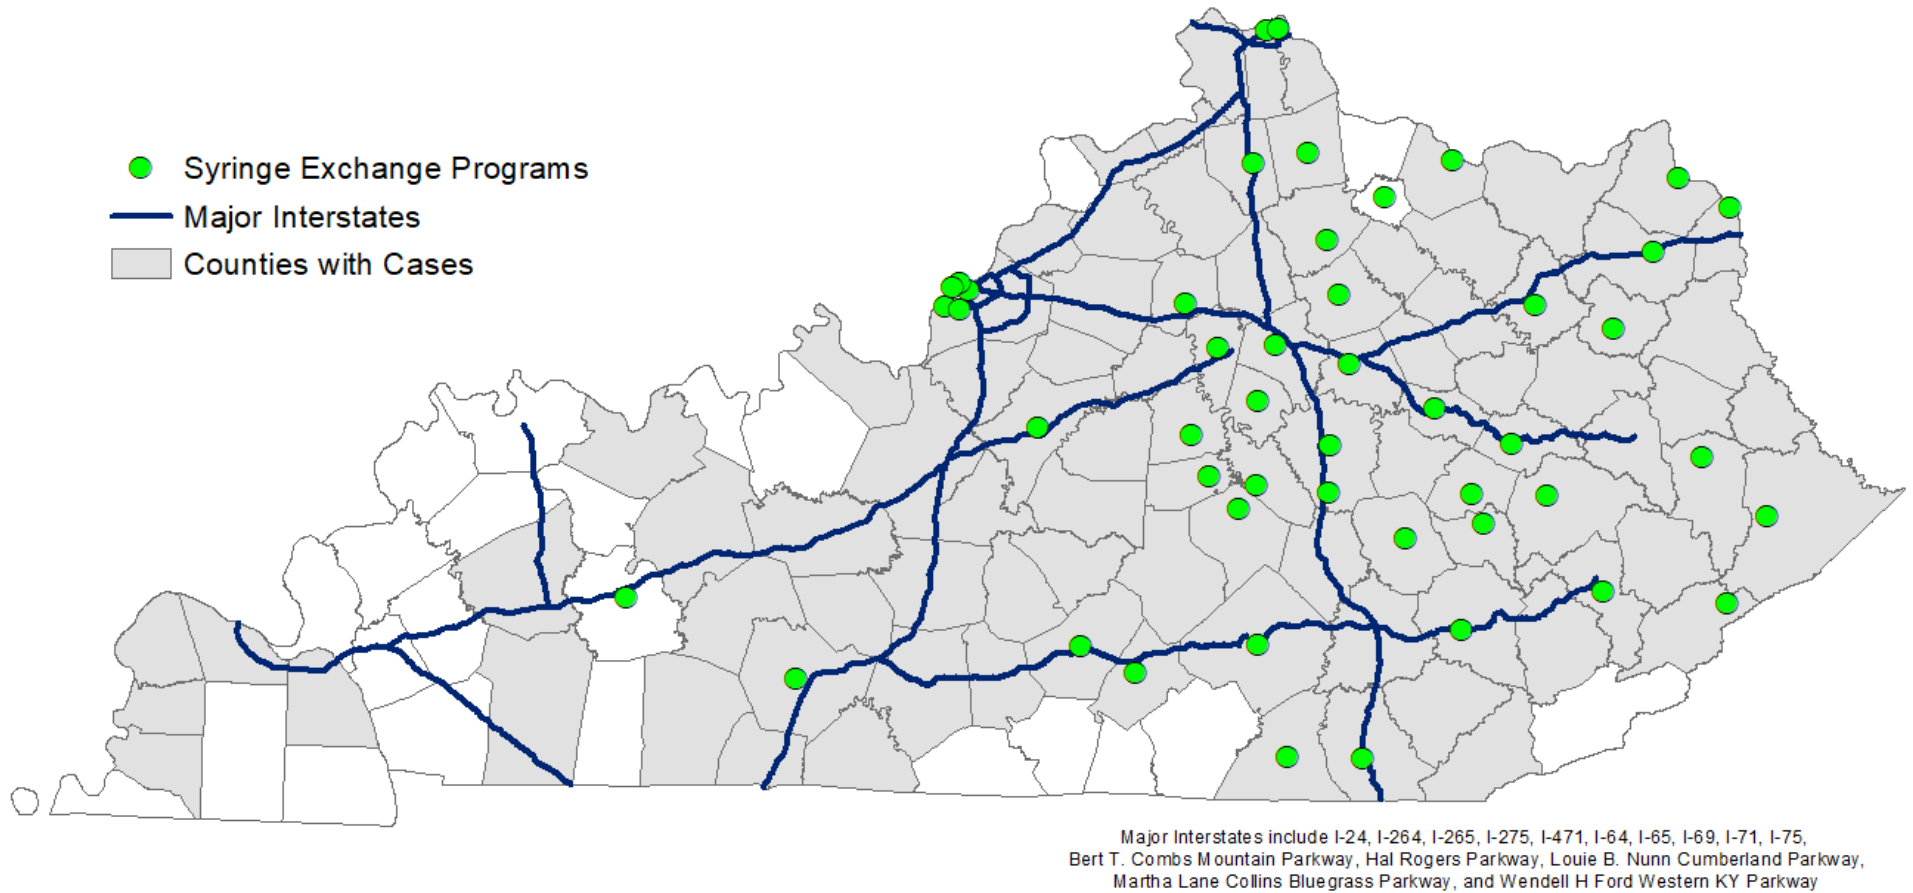 Syringe Exchange Programs
Major Interstates
Counties with Cases
Major Interstates include I-24, I-264, I-265, I-275, I-471, I-64, I-65, I-69, I-71, I-75,
Bert T. Combs Mountain Parkway, Hal Rogers Parkway, Louie B. Nunn Cumberland Parkway,
Martha Lane Collins Bluegrass Parkway, and Wendell H Ford Western KY Parkway